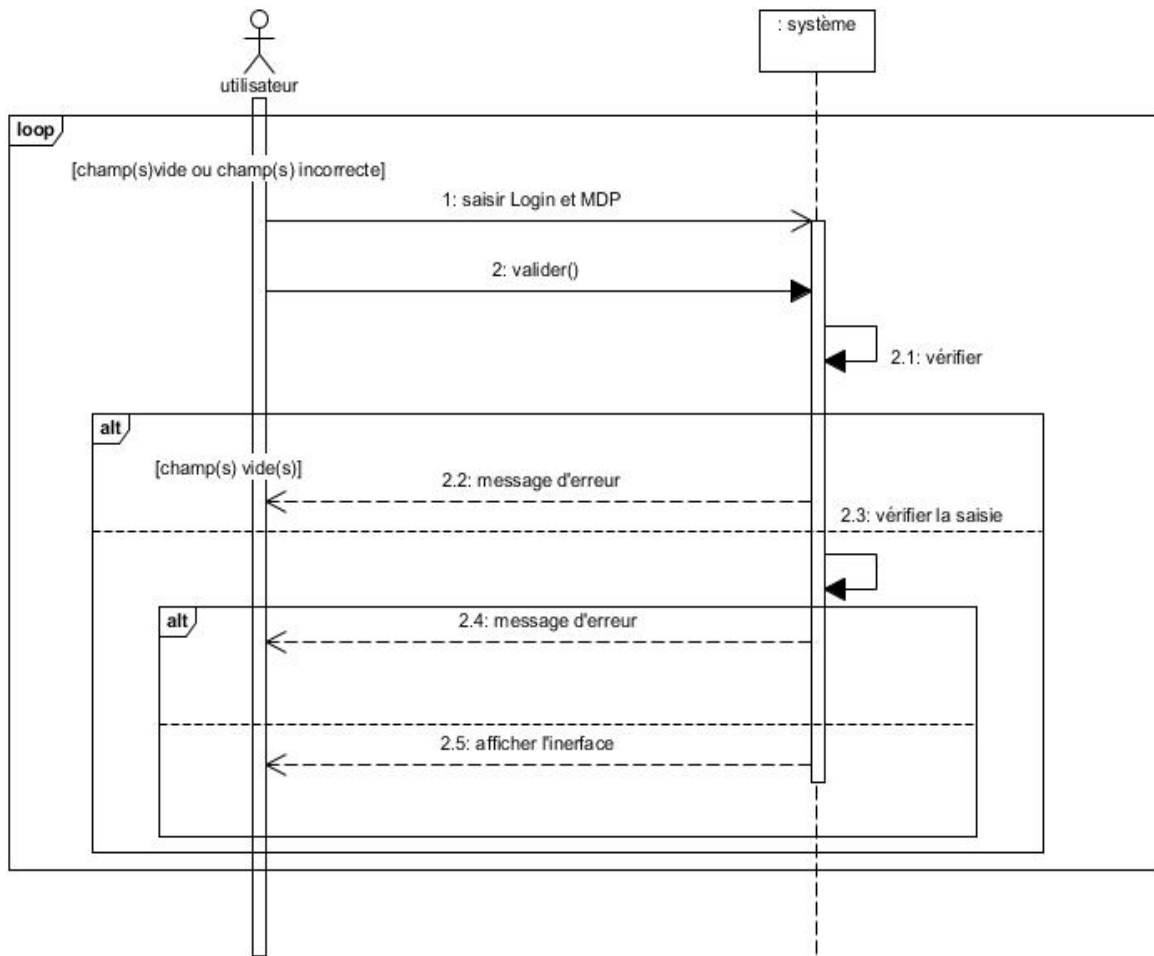 : système
utilisateur
loop
[champ(s)vide ou champ(s) incorrecte]
1: saisir Login et MDP
2: valider()
2.1: vérifier
alt
[champ(s) vide(s)]
2.2: message d'erreur
2.3: vérifier la saisie
alt
2.4: message d'erreur
2.5: afficher l'inerface